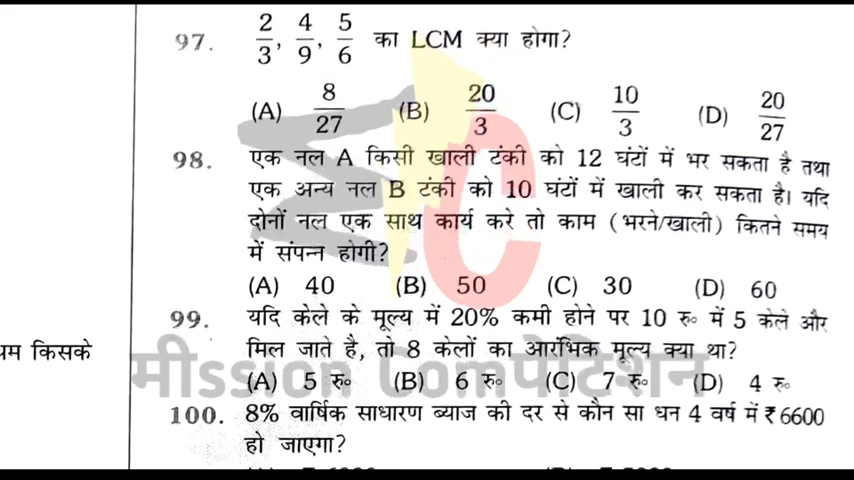 97. 2/3, 4/9, 5/6 का LCM क्या होगा?
(A) 8/27 (B) 20/3 (C) 10/3 (D) 20/27
98. एक नल A किसी खाली टंकी को 12 घंटों में भर सकता है तथा
एक अन्य नल B टंकी को 10 घंटों में खाली कर सकता है। यदि
दोनों नल एक साथ कार्य करे तो काम (भरने/खाली) कितने समय
में संपन्न होगी?
(A) 40 (B) 50 (C) 30 (D) 60
99. यदि केले के मूल्य में 20% कमी होने पर 10 रु० में 5 केले और
मिल जाते है, तो 8 केलों का आरंभिक मूल्य क्या था?
(A) 5 रु० (B) 6 रु० (C) 7 रु० (D) 4 रु०
100. 8% वार्षिक साधारण ब्याज की दर से कौन सा धन 4 वर्ष में ₹ 6600
हो जाएगा?
किसके
मीssion Compेटिशन